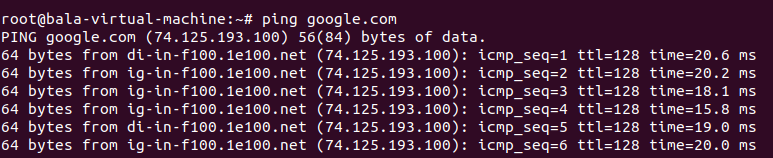 root@bala-virtual-machine:~# ping google.com
PING google.com (74.125.193.100) 56(84) bytes of data.
64 bytes from di-in-f100.1e100.net (74.125.193.100): icmp_seq=1 ttl=128 time=20.6 ms
64 bytes from ig-in-f100.1e100.net (74.125.193.100): icmp_seq=2 ttl=128 time=20.2 ms
64 bytes from ig-in-f100.1e100.net (74.125.193.100): icmp_seq=3 ttl=128 time=18.1 ms
64 bytes from ig-in-f100.1e100.net (74.125.193.100): icmp_seq=4 ttl=128 time=15.8 ms
64 bytes from di-in-f100.1e100.net (74.125.193.100): icmp_seq=5 ttl=128 time=19.0 ms
64 bytes from ig-in-f100.1e100.net (74.125.193.100): icmp_seq=6 ttl=128 time=20.0 ms